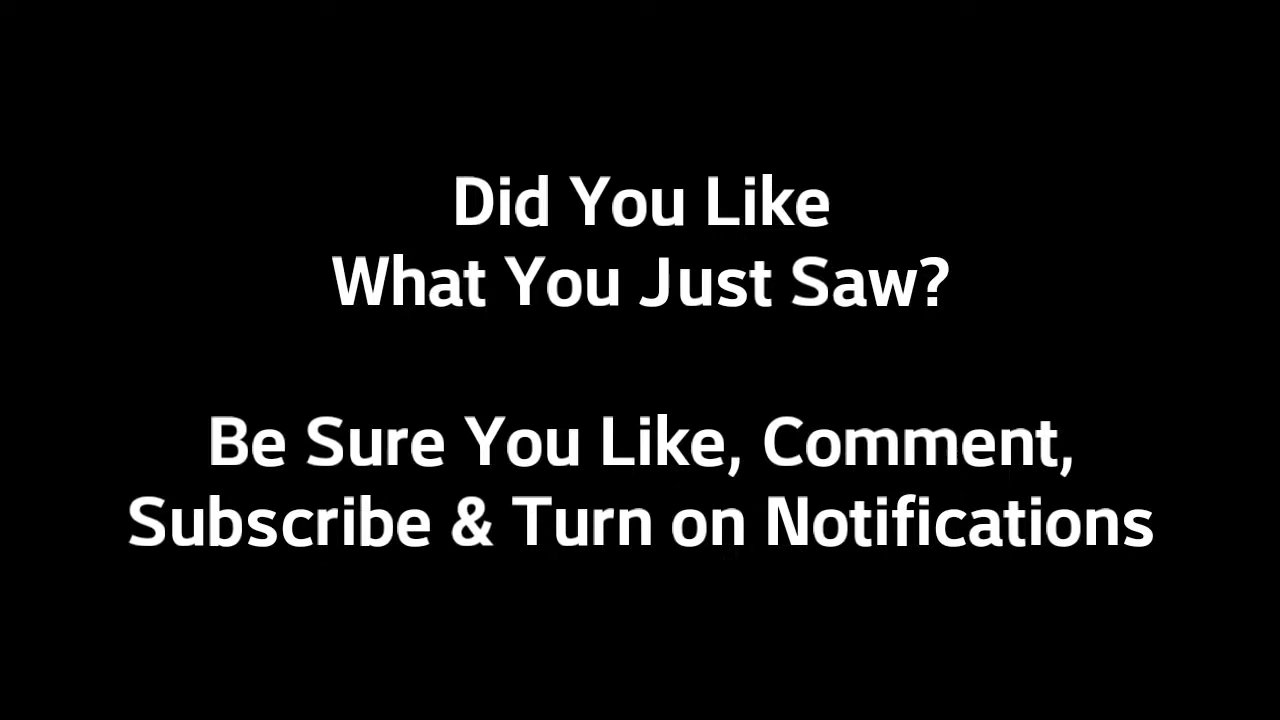 Did You Like
What You Just Saw?
Be Sure You Like, Comment,
Subscribe & Turn on Notifications